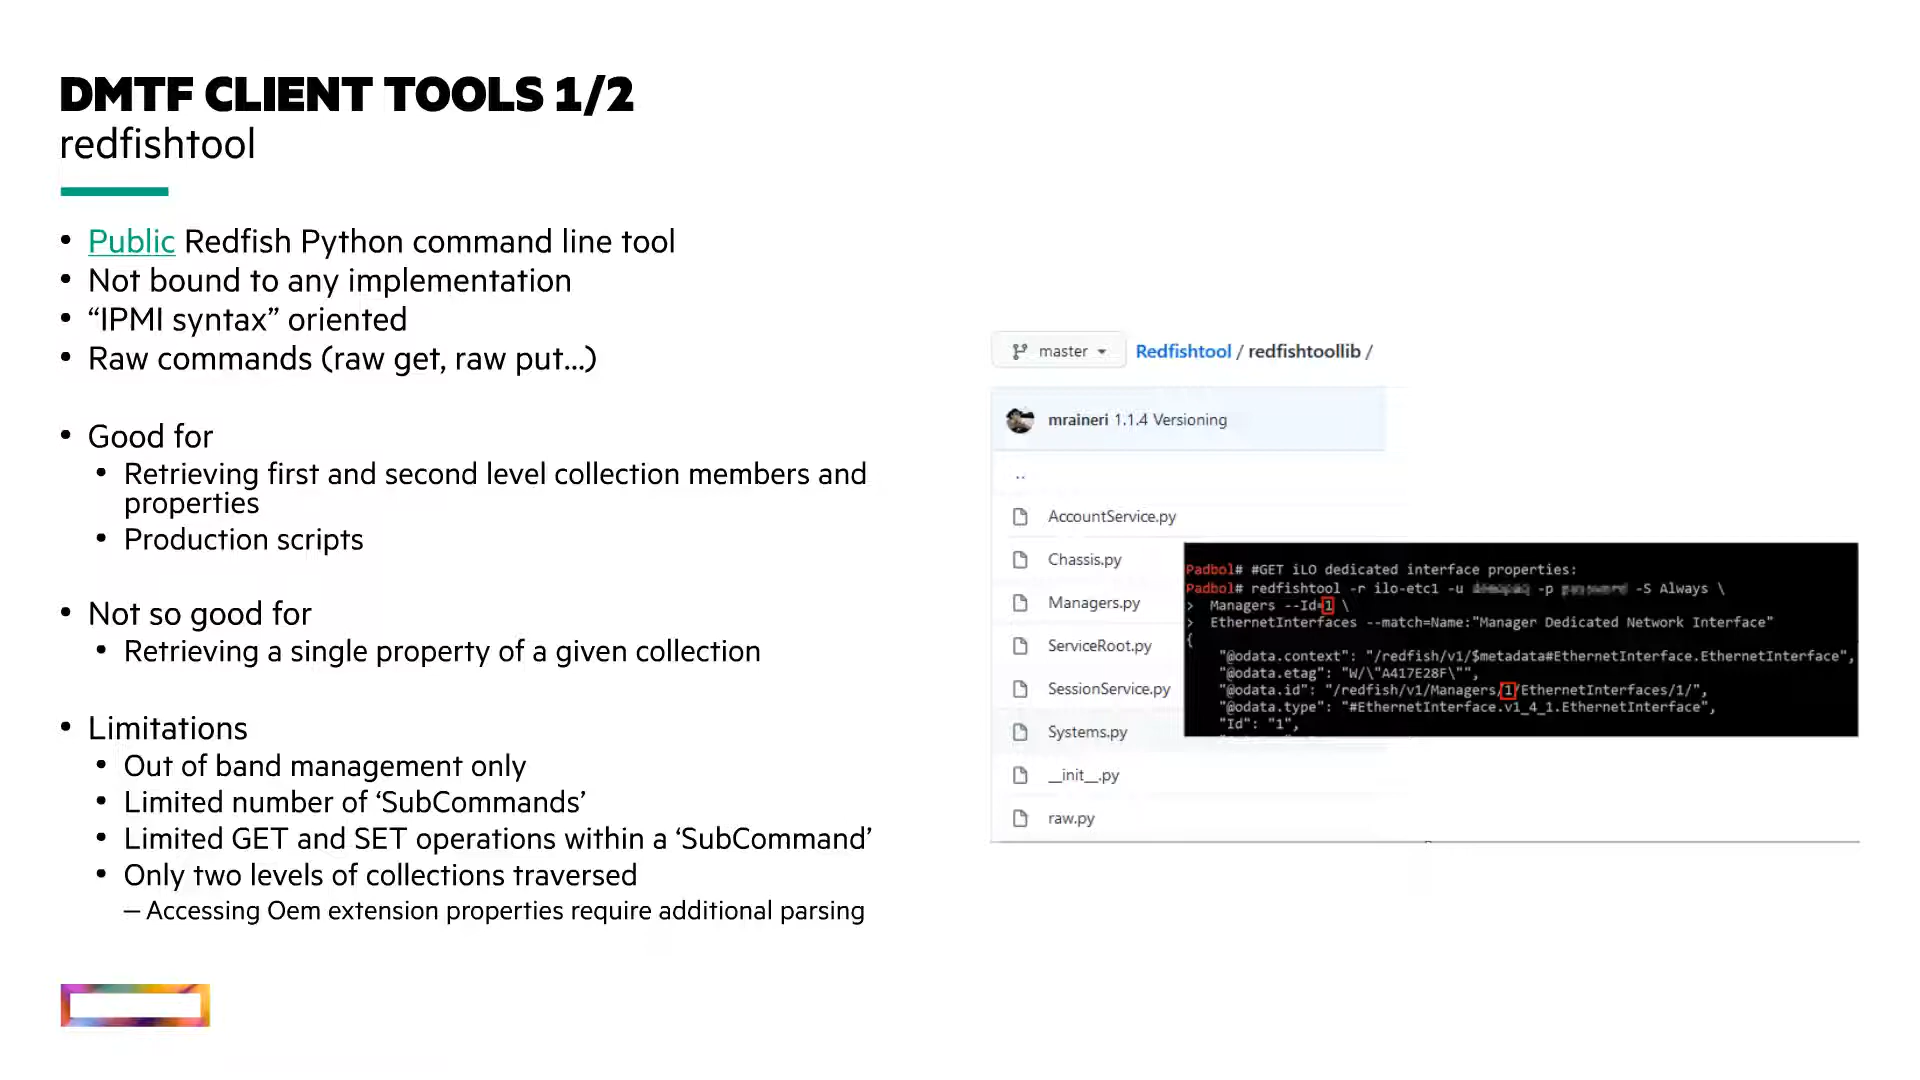 DMTF CLIENT TOOLS 1/2
redfishtool
• Public Redfish Python command line tool
• Not bound to any implementation
• “IPMI syntax” oriented
• Raw commands (raw get, raw put...)
• Good for
• Retrieving first and second level collection members and
properties
• Production scripts
• Not so good for
• Retrieving a single property of a given collection
• Limitations
• Out of band management only
• Limited number of ‘SubCommands’
• Limited GET and SET operations within a ‘SubCommand’
• Only two levels of collections traversed
– Accessing Oem extension properties require additional parsing
master Redfishtool / redfishtoollib /
mraineri 1.1.4 Versioning
..
AccountService.py
Chassis.py
Managers.py
ServiceRoot.py
SessionService.py
Systems.py
__init__.py
raw.py
Padbol# #GET iLO dedicated interface properties:
Padbol# redfishtool -r ilo-etc1 -u -p -S Always \
> Managers --Id=1 \
> EthernetInterfaces --match=Name:"Manager Dedicated Network Interface"
{
"@odata.context": "/redfish/v1/$metadata#EthernetInterface.EthernetInterface",
"@odata.etag": "W/\"A417E28F\"",
"@odata.id": "/redfish/v1/Managers/1/EthernetInterfaces/1/",
"@odata.type": "#EthernetInterface.v1_4_1.EthernetInterface",
"Id": "1",